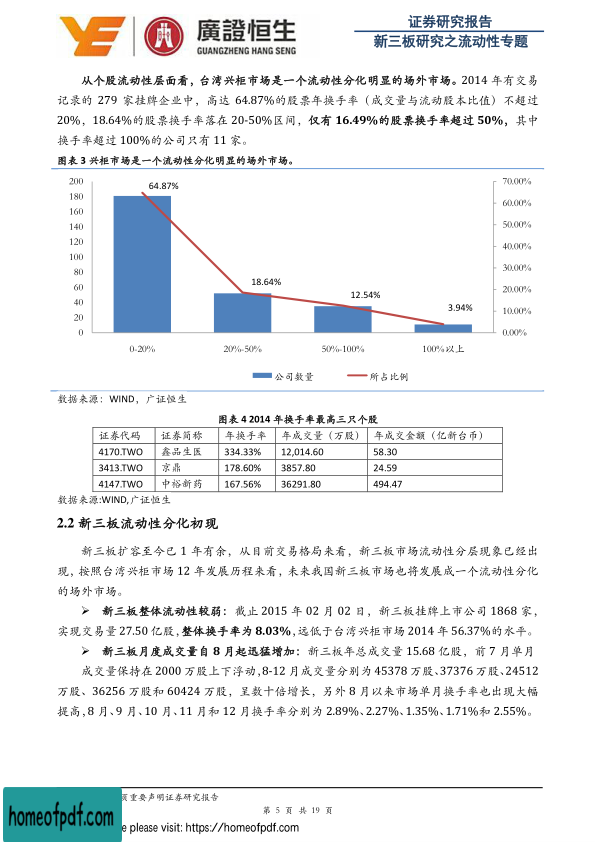 廣證恒生
GUANGZHENG HANG SENG
证券研究报告
新三板研究之流动性专题
从个股流动性层面看，台湾兴柜市场是一个流动性分化明显的场外市场。2014 年有交易
记录的 279 家挂牌企业中，高达 64.87%的股票年换手率（成交量与流动股本比值）不超过
20%，18.64%的股票换手率落在 20-50%区间，仅有 16.49%的股票换手率超过 50%，其中
换手率超过 100%的公司只有 11 家。
图表 3 兴柜市场是一个流动性分化明显的场外市场。
200
180
160
140
120
100
80
60
40
20
0
64.87%
18.64%
12.54%
3.94%
70.00%
60.00%
50.00%
40.00%
30.00%
20.00%
10.00%
0.00%
0-20% 20%-50% 50%-100% 100%以上
公司数量 所占比例
数据来源：WIND，广证恒生
图表 4 2014 年换手率最高三只个股
证券代码 证券简称 年换手率 年成交量（万股） 年成交金额（亿新台币）
4170.TWO 鑫品生医 334.33% 12,014.60 58.30
3413.TWO 京鼎 178.60% 3857.80 24.59
4147.TWO 中裕新药 167.56% 36291.80 494.47
数据来源:WIND,广证恒生
2.2 新三板流动性分化初现
新三板扩容至今已 1 年有余，从目前交易格局来看，新三板市场流动性分层现象已经出
现，按照台湾兴柜市场 12 年发展历程来看，未来我国新三板市场也将发展成一个流动性分化
的场外市场。
➢ 新三板整体流动性较弱：截止 2015 年 02 月 02 日，新三板挂牌上市公司 1868 家，
实现交易量 27.50 亿股，整体换手率为 8.03%，远低于台湾兴柜市场 2014 年 56.37%的水平。
➢ 新三板月度成交量自 8 月起迅猛增加：新三板年总成交量 15.68 亿股，前 7 月单月
成交量保持在 2000 万股上下浮动,8-12 月成交量分别为 45378 万股、37376 万股、24512
万股、36256 万股和 60424 万股，呈数十倍增长，另外 8 月以来市场单月换手率也出现大幅
提高,8 月、9 月、10 月、11 月和 12 月换手率分别为 2.89%、2.27%、1.35%、1.71%和 2.55%。
页重要声明证券研究报告
第 5 页 共 19 页
homeofpdf.com
e please visit: https://homeofpdf.com